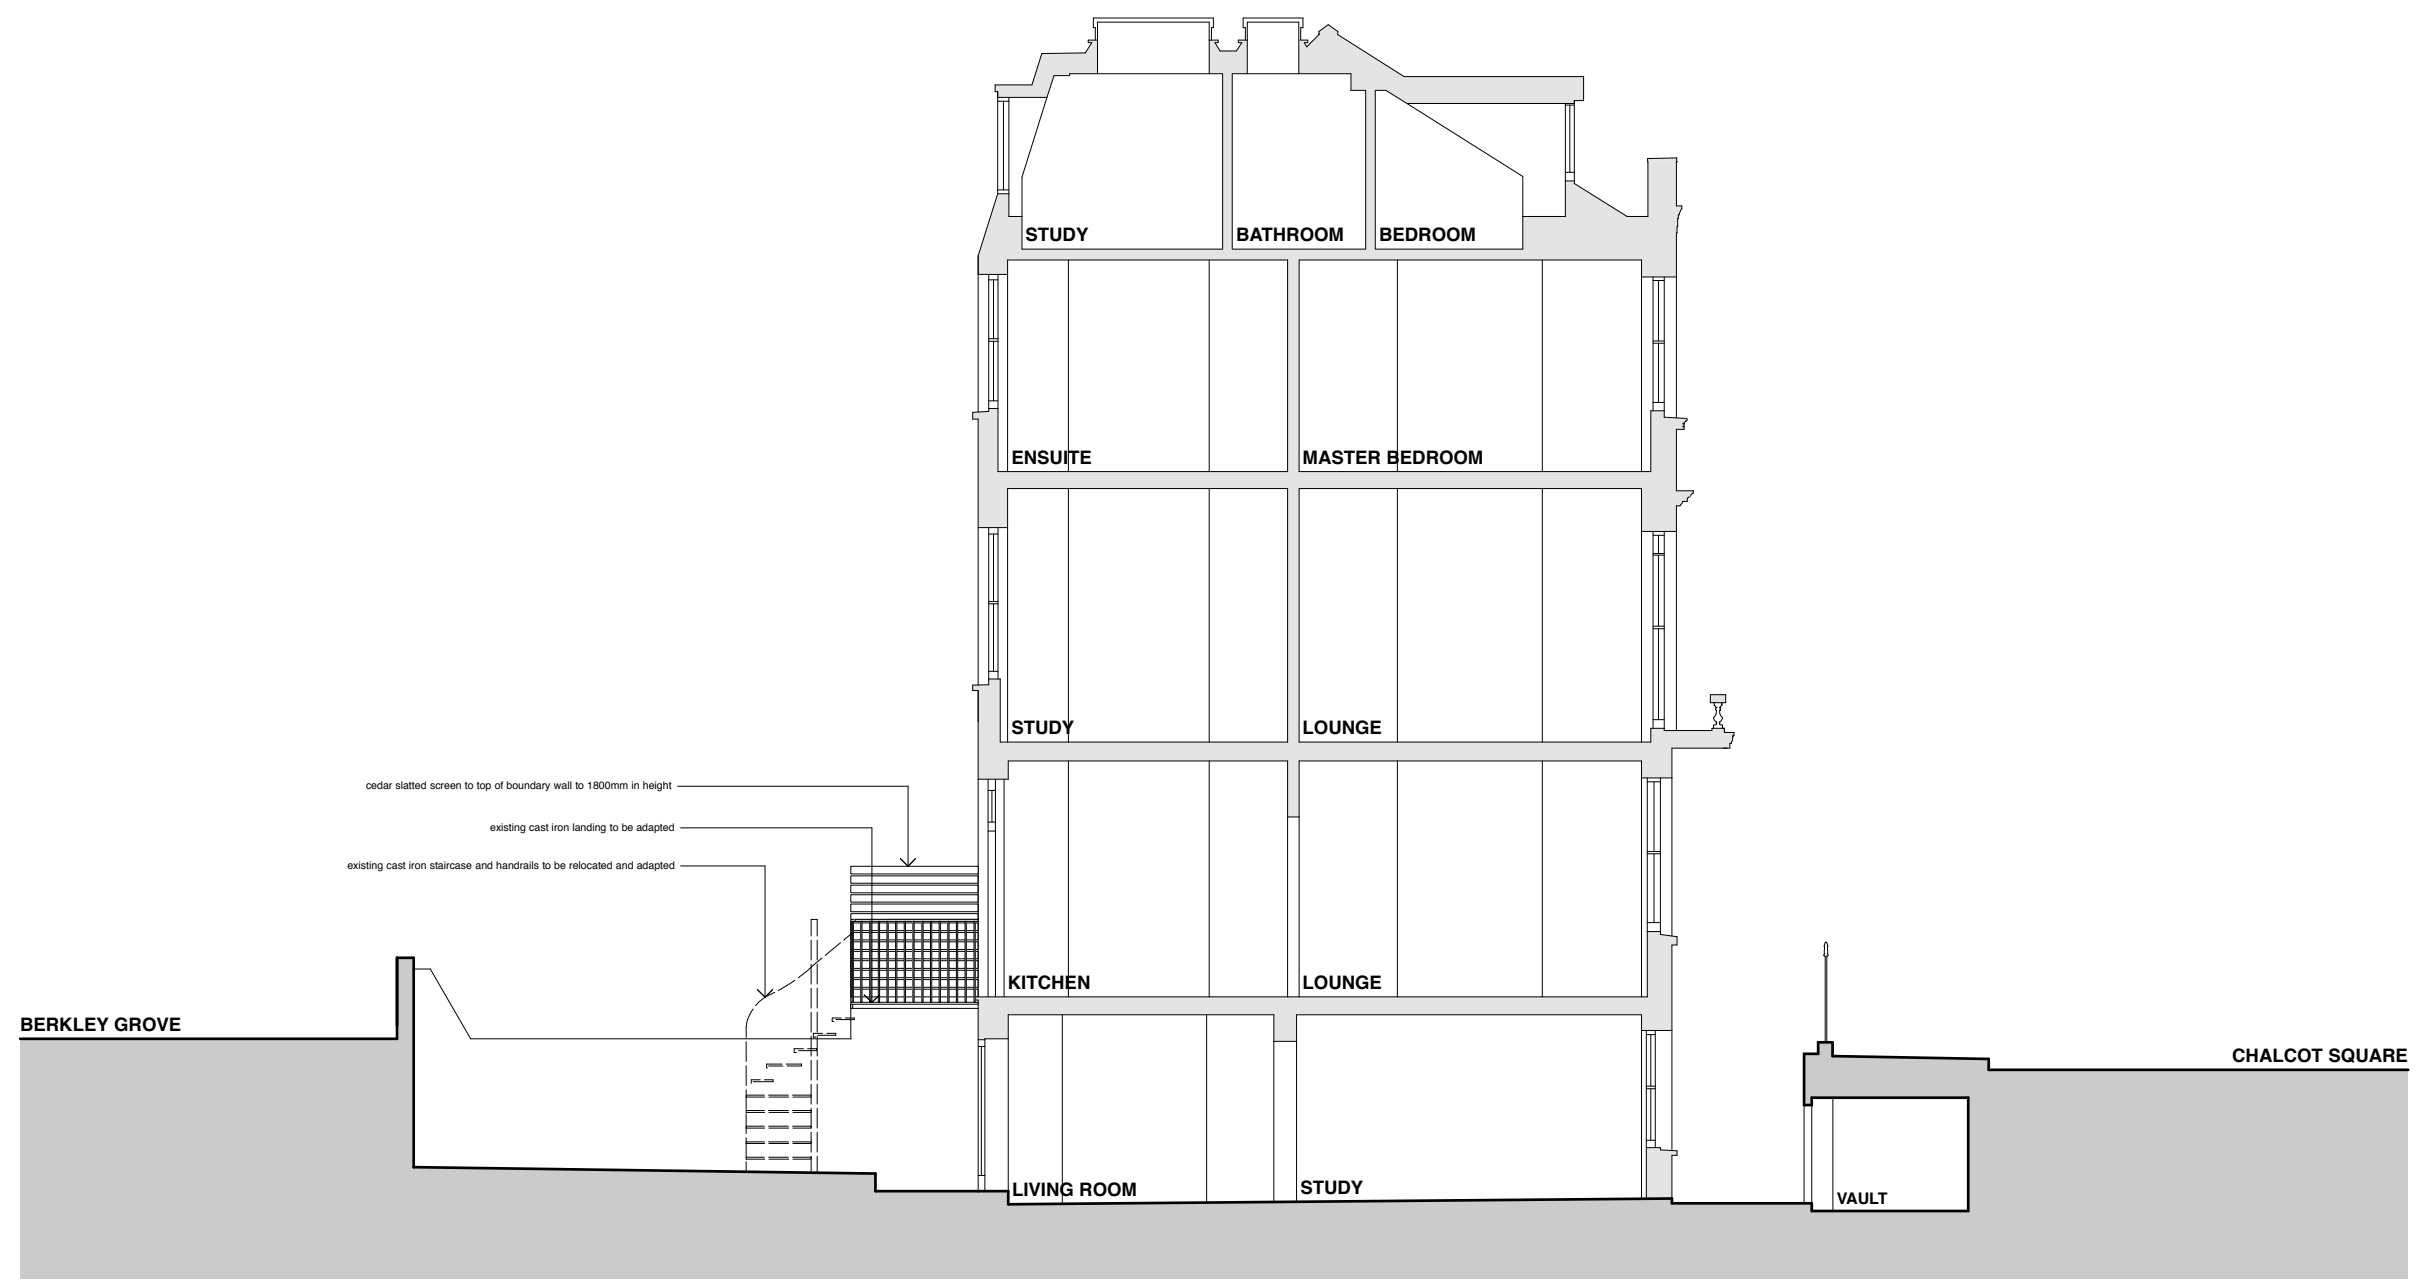 STUDY
BATHROOM
BEDROOM
ENSUITE
MASTER BEDROOM
STUDY
LOUNGE
cedar slatted screen to top of boundary wall to 1800mm in height
existing cast iron landing to be adapted
existing cast iron staircase and handrails to be relocated and adapted
KITCHEN
LOUNGE
BERKLEY GROVE
CHALCOT SQUARE
LIVING ROOM
STUDY
VAULT